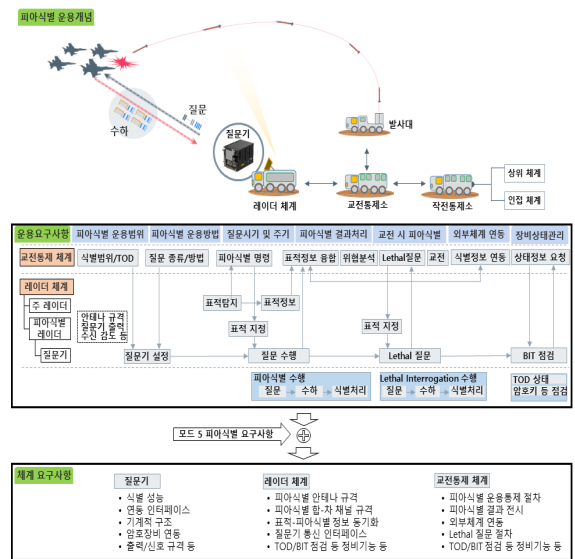 피아식별 운용개념
질문
수하
질문기
발사대
레이더 체계
교전통제소
작전통제소
상위 체계
인접 체계
운용요구사항 피아식별 운용범위 피아식별 운용방법 질문시기 및 주기 피아식별 결과처리 교전 시 피아식별 외부체계 연동 장비상태관리
교전통제 체계 식별범위/TOD 질문 종류/방법 피아식별 명령 표적정보 융합 위협분석 Lethal질문 교전 식별정보 연동 상태정보 요청
레이더 체계
주 레이더
피아식별
레이더
질문기
안테나 규격
질문기 출력
수신 감도 등
표적탐지 표적정보
표적 지정 표적 지정
질문기 설정 질문 수행 Lethal 질문 BIT 점검
피아식별 수행
질문 수하 식별처리
Lethal Interrogation 수행
질문 수하 식별처리
TOD 상태
암호키 등 점검
모드 5 피아식별 요구사항
체계 요구사항
질문기
• 식별 성능
• 연동 인터페이스
• 기계적 구조
• 암호장비 연동
• 출력/신호 규격 등
레이더 체계
• 피아식별 안테나 규격
• 피아식별 합·차 채널 규격
• 표적-피아식별 정보 동기화
• 질문기 통신 인터페이스
• TOD/BIT 점검 등 정비기능 등
교전통제 체계
• 피아식별 운용통제 절차
• 피아식별 결과 전시
• 외부체계 연동
• Lethal 질문 절차
• TOD/BIT 점검 등 정비기능 등